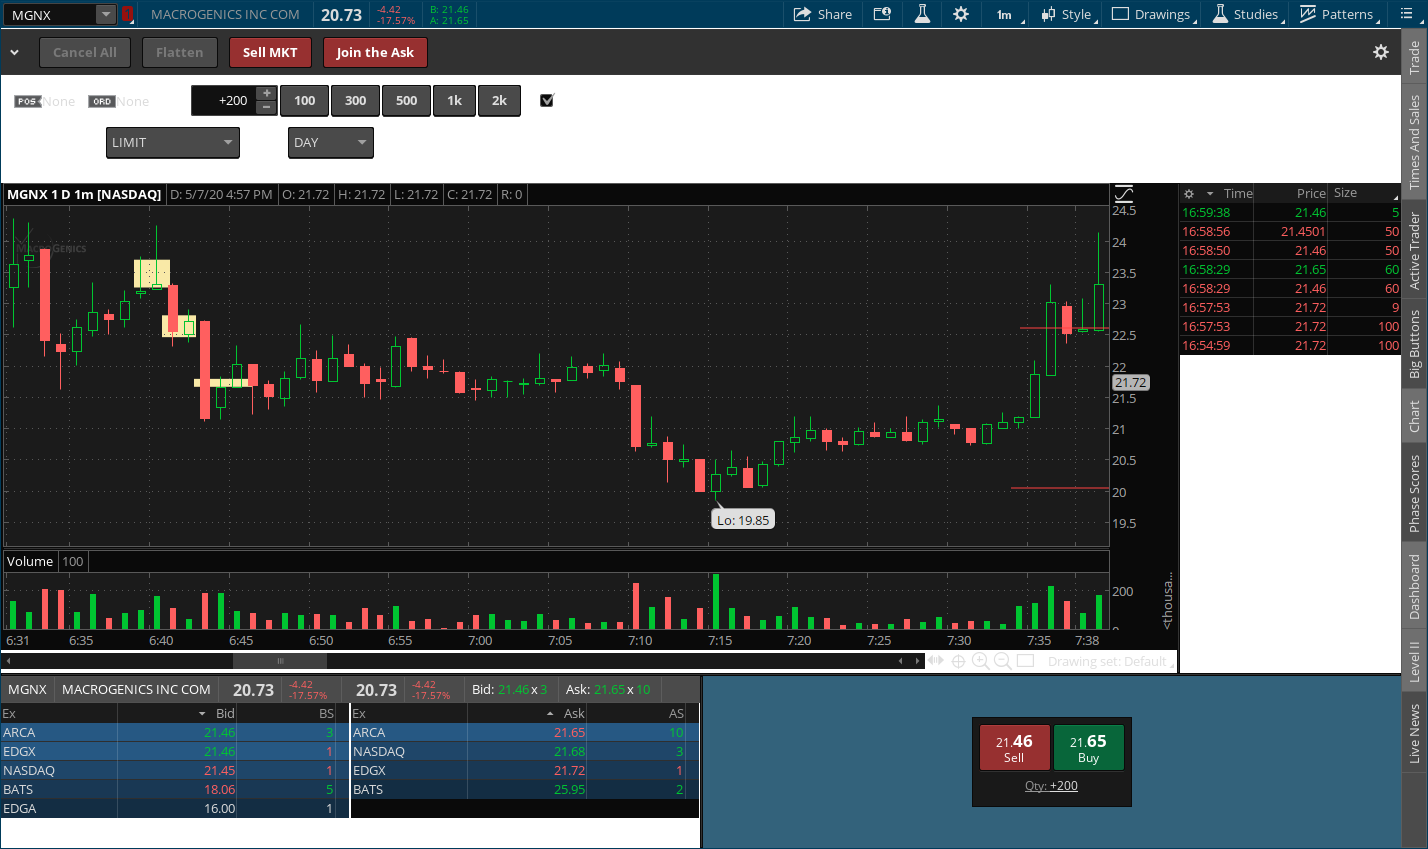 MGNX
1
MACROGENICS INC COM
20.73
-4.42
-17.57%
B: 21.46
A: 21.65
Share
1m
Style
Drawings
Studies
Patterns
Cancel All
Flatten
Sell MKT
Join the Ask
POS None
ORD None
+200
100
300
500
1k
2k
LIMIT
DAY
MGNX 1 D 1m [NASDAQ]
D: 5/7/20 4:57 PM
O: 21.72
H: 21.72
L: 21.72
C: 21.72
R: 0
MACROGENICS
24.5
24
23.5
23
22.5
22
21.72
21.5
21
20.5
20
19.5
Lo: 19.85
Volume
100
200
0
<thousa...
6:31 6:35 6:40 6:45 6:50 6:55 7:00 7:05 7:10 7:15 7:20 7:25 7:30 7:35 7:38
Drawing set: Default
Time Price Size
16:59:38 21.46 5
16:58:56 21.4501 50
16:58:50 21.46 50
16:58:29 21.65 60
16:58:29 21.46 60
16:57:53 21.72 9
16:57:53 21.72 100
16:54:59 21.72 100
Trade
Times And Sales
Active Trader
Big Buttons
Chart
Phase Scores
Dashboard
Level II
Live News
MGNX
MACROGENICS INC COM
20.73
-4.42
-17.57%
20.73
-4.42
-17.57%
Bid: 21.46 x 3
Ask: 21.65 x 10
Ex Bid BS
ARCA 21.46 3
EDGX 21.46 1
NASDAQ 21.45 1
BATS 18.06 5
EDGA 16.00 1
Ex Ask AS
ARCA 21.65 10
NASDAQ 21.68 3
EDGX 21.72 1
BATS 25.95 2
21.46
Sell
21.65
Buy
Qty: +200